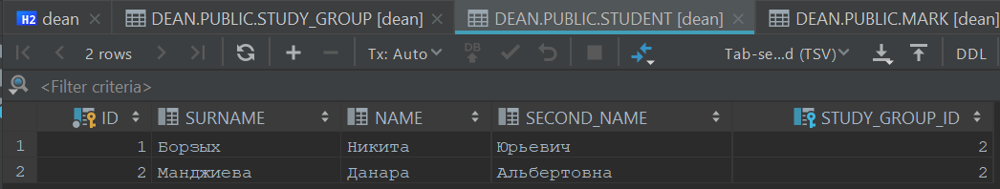 H2 dean DEAN.PUBLIC.STUDY_GROUP [dean] DEAN.PUBLIC.STUDENT [dean] DEAN.PUBLIC.MARK [dean]
2 rows Tx: Auto DB Tab-se...d (TSV) DDL
<Filter criteria>
ID SURNAME NAME SECOND_NAME STUDY_GROUP_ID
1 1 Борзых Никита Юрьевич 2
2 2 Манджиева Данара Альбертовна 2